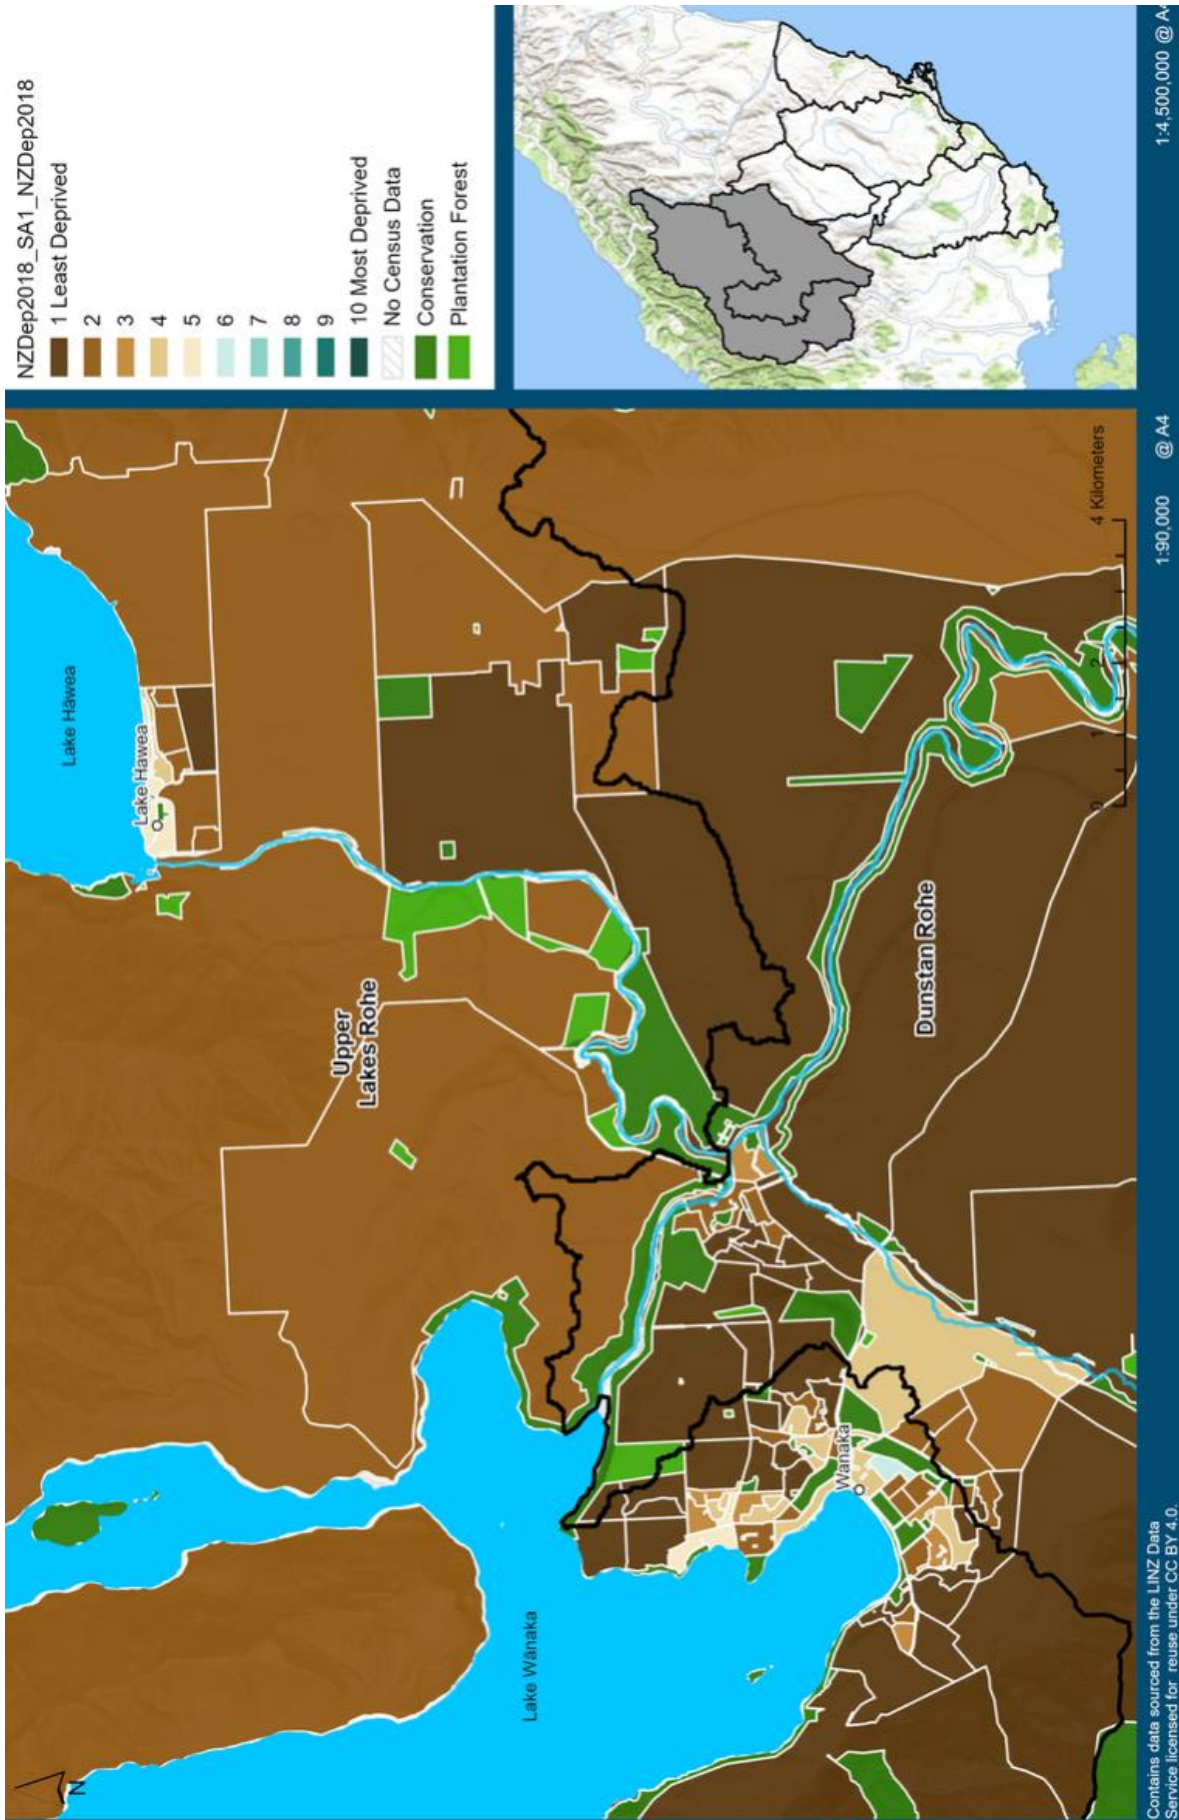 NZDep2018_SA1_NZDep2018
1 Least Deprived
2
3
4
5
6
7
8
9
10 Most Deprived
No Census Data
Conservation
Plantation Forest
Lake Hāwea
Lake Hāwea
Upper
Lakes Rohe
Dunstan Rohe
Wanaka
Lake Wanaka
N
0 1 2 4 Kilometers
1:90,000 @ A4
1:4,500,000 @ A4
Contains data sourced from the LINZ Data
Service licensed for reuse under CC BY 4.0.